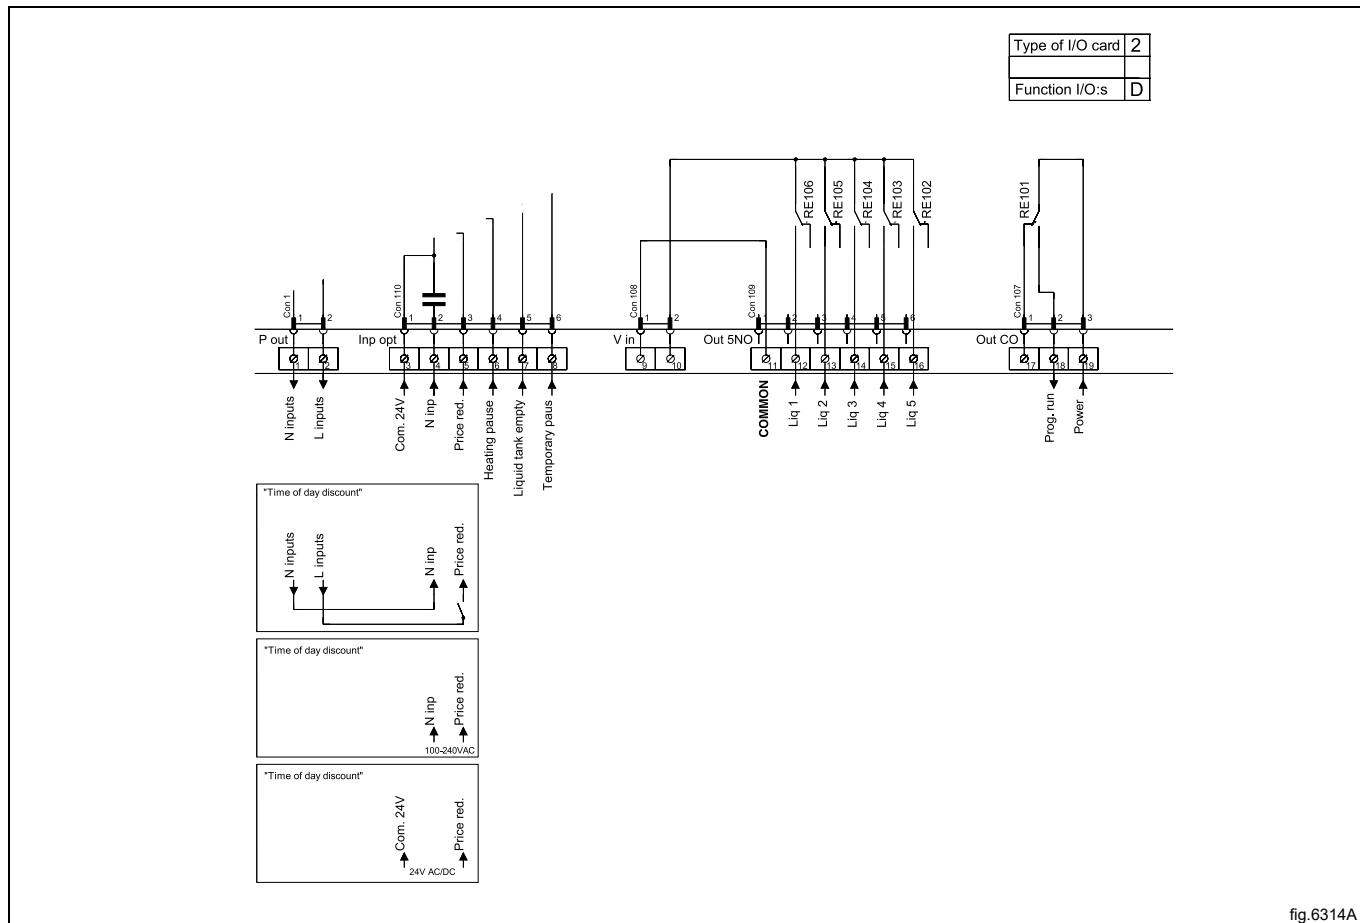 Type of I/O card 2
Function I/O:s D
RE106
RE105
RE104
RE103
RE102
RE101
Con 1
Con 110
Con 108
Con 109
Con 107
1 2
1 2 3 4 5 6
1 2
1 2 3 4 5 6
1 2 3
P out
Inp opt
V in
Out 5NO
Out CO
1 2
3 4 5 6 7 8
9 10
11 12 13 14 15 16
17 18 19
N inputs
L inputs
Com. 24V
N inp
Price red.
Heating pause
Liquid tank empty
Temporary paus
COMMON
Liq 1
Liq 2
Liq 3
Liq 4
Liq 5
Prog. run
Power
"Time of day discount"
N inputs
L inputs
N inp
Price red.
"Time of day discount"
N inp
Price red.
100-240VAC
"Time of day discount"
Com. 24V
Price red.
24V AC/DC
fig.6314A